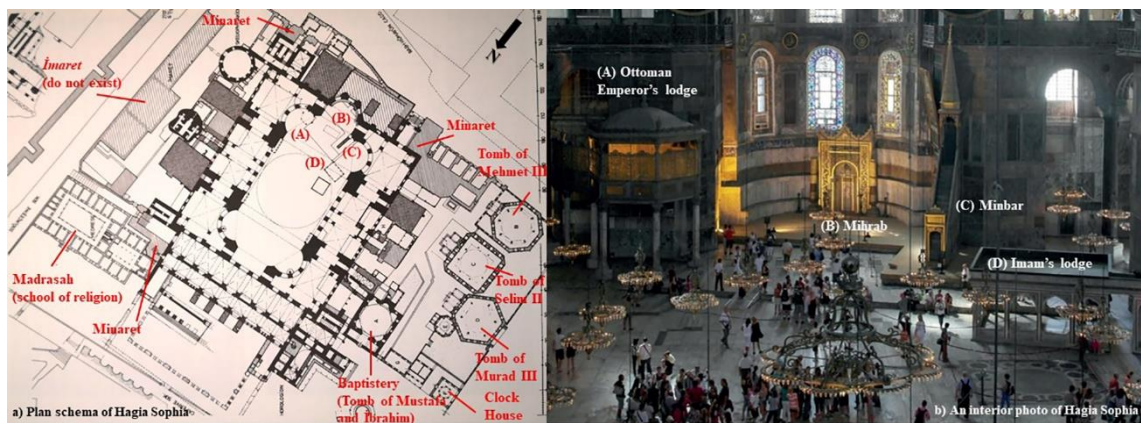 Minaret
İmaret
(do not exist)
N
(A)
(B)
(C)
(D)
Minaret
Tomb of
Mehmet III
Madrasah
(school of religion)
Minaret
Tomb of
Selim II
Tomb of
Murad III
Baptistery
(Tomb of Mustafa
and Ibrahim)
Clock
House
a) Plan schema of Hagia Sophia
(A) Ottoman
Emperor's lodge
(B) Mihrab
(C) Minbar
(D) Imam's lodge
b) An interior photo of Hagia Sophia